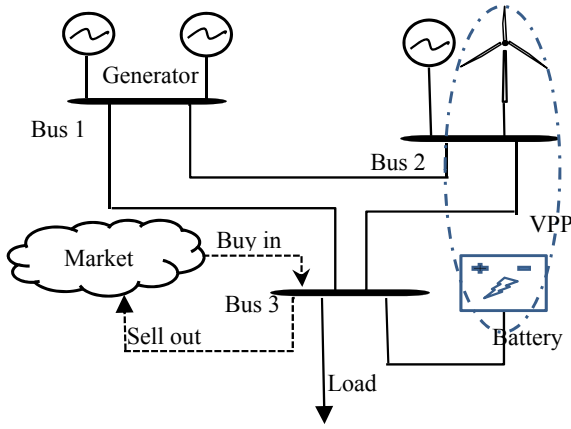 Generator
Bus 1
Bus 2
VPP
Buy in
Market
Bus 3
Sell out
Battery
Load